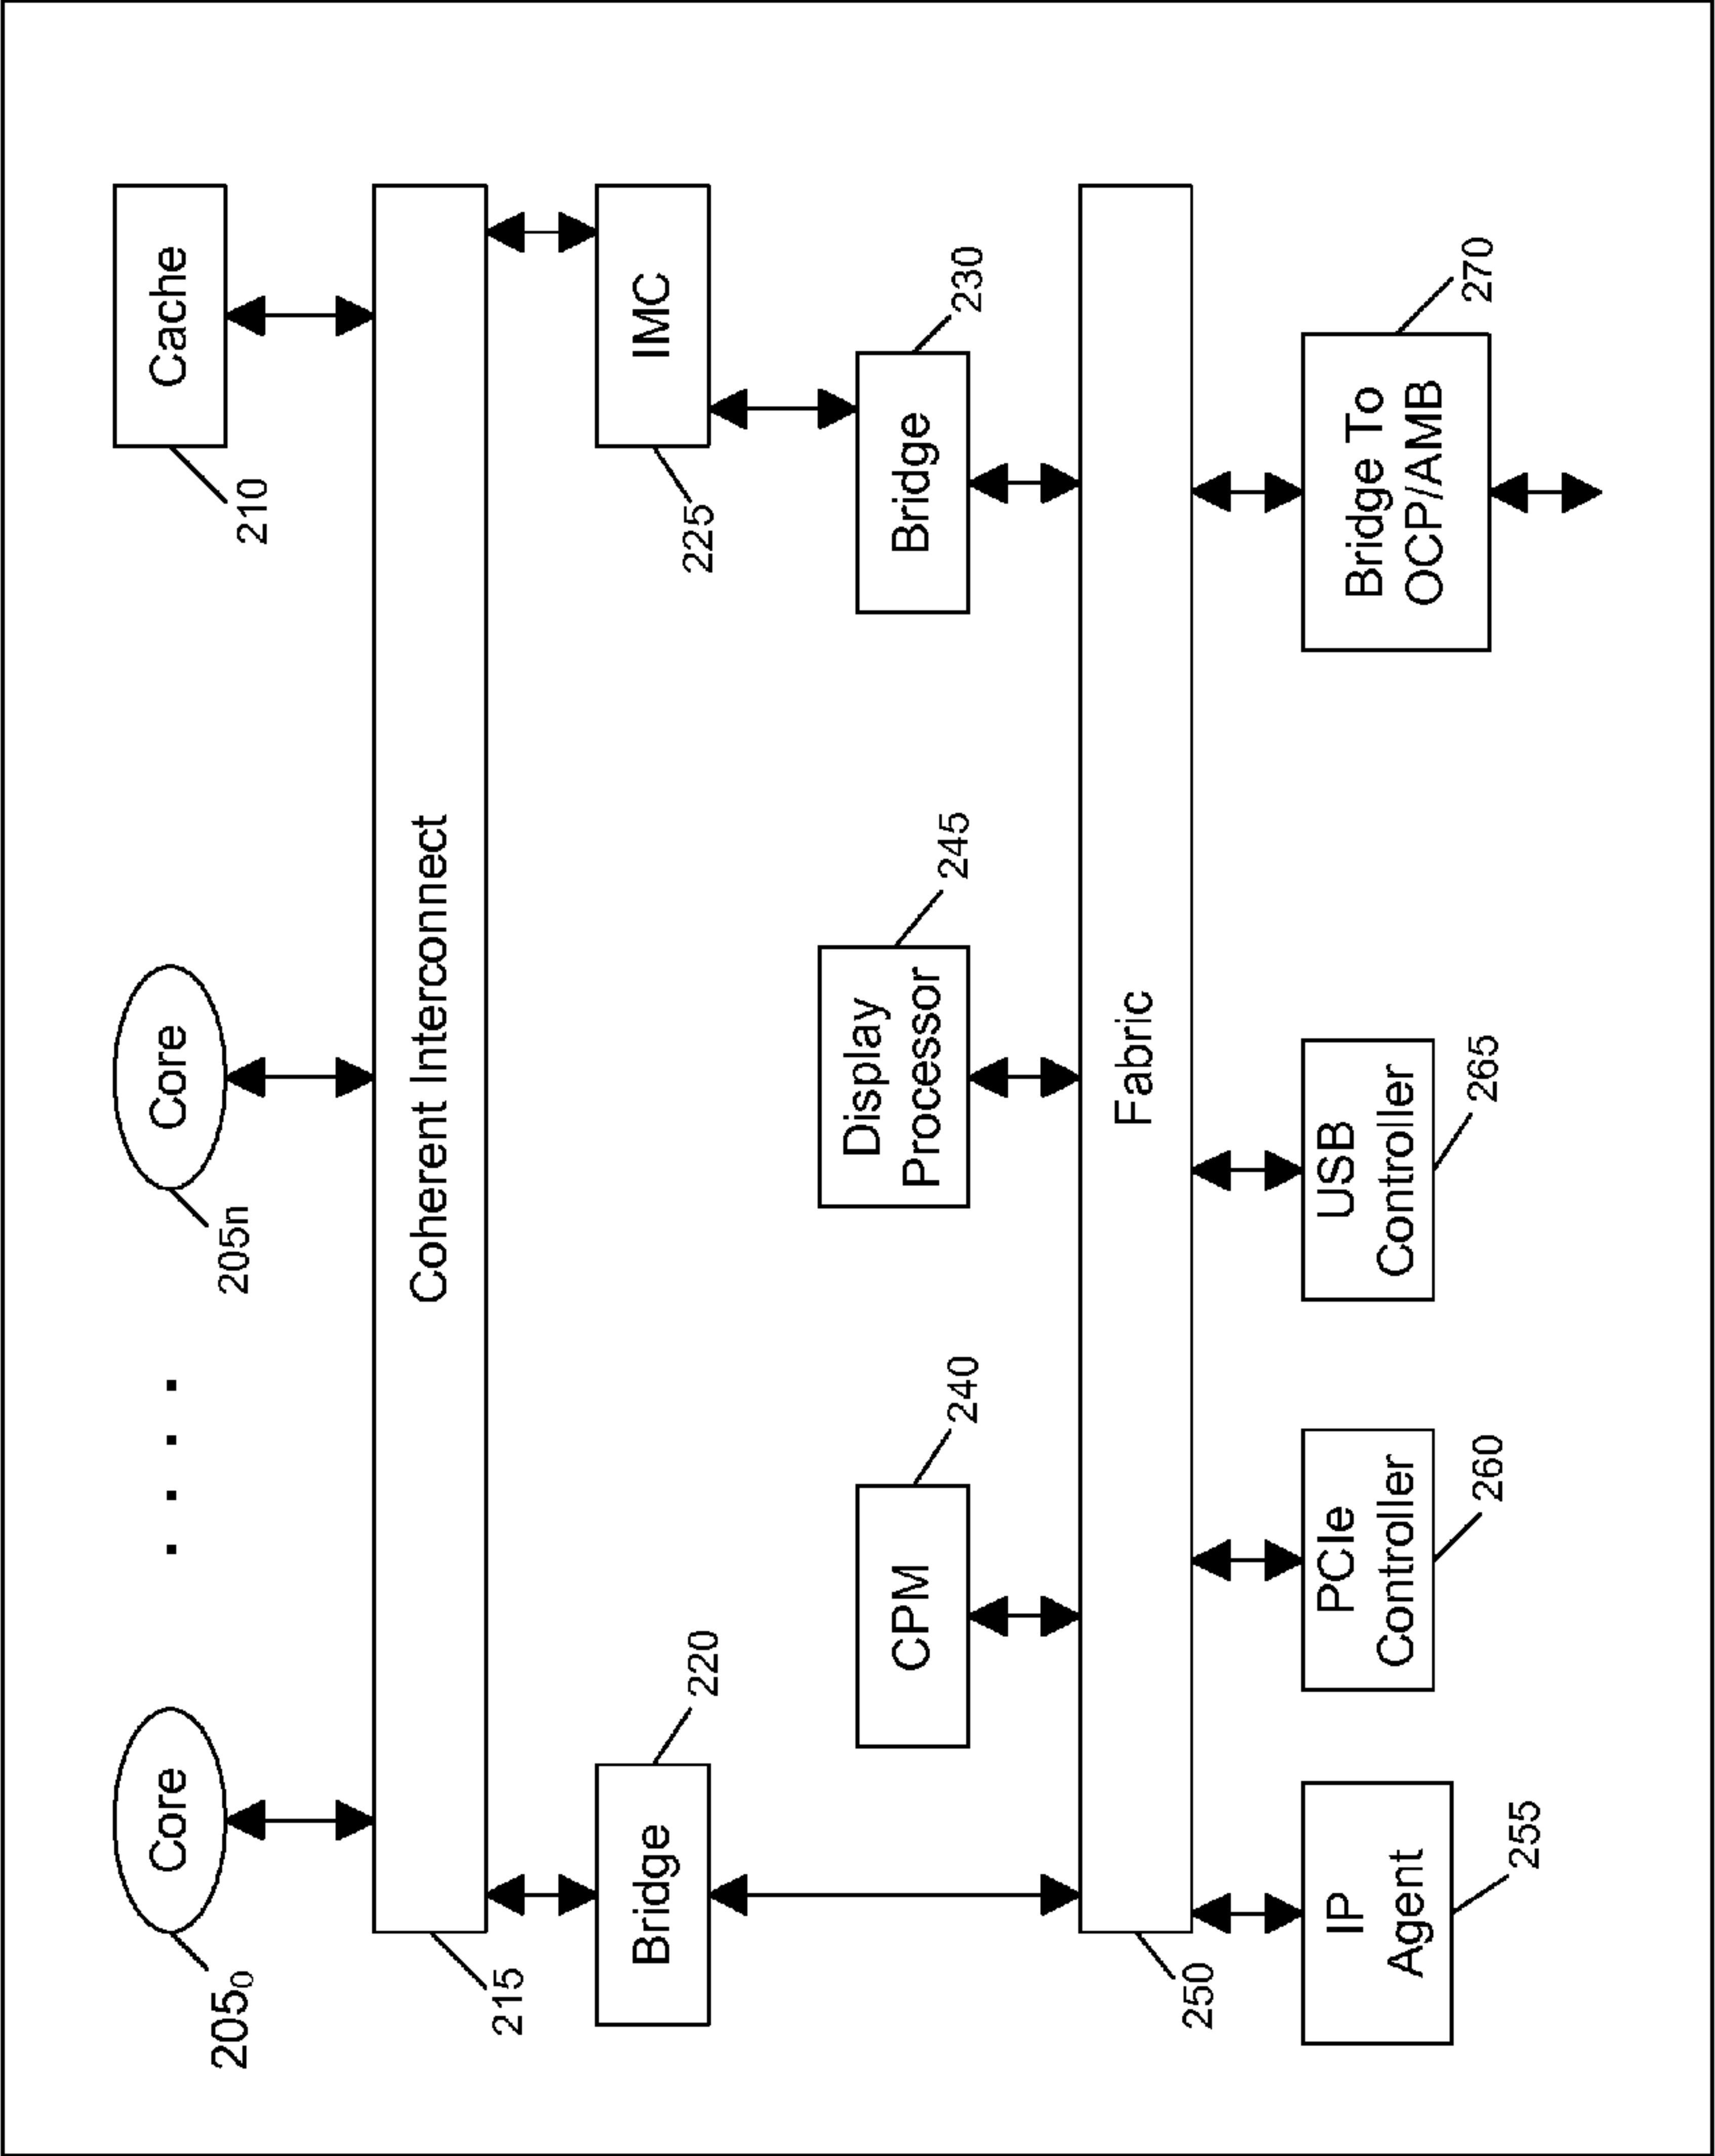 Core
Core
Cache
205₀
205n
210
Coherent Interconnect
215
Bridge
220
IMC
225
CPM
240
Display
Processor
245
Bridge
230
Fabric
250
IP
Agent
255
PCIe
Controller
260
USB
Controller
265
Bridge To
OCP/AMB
270